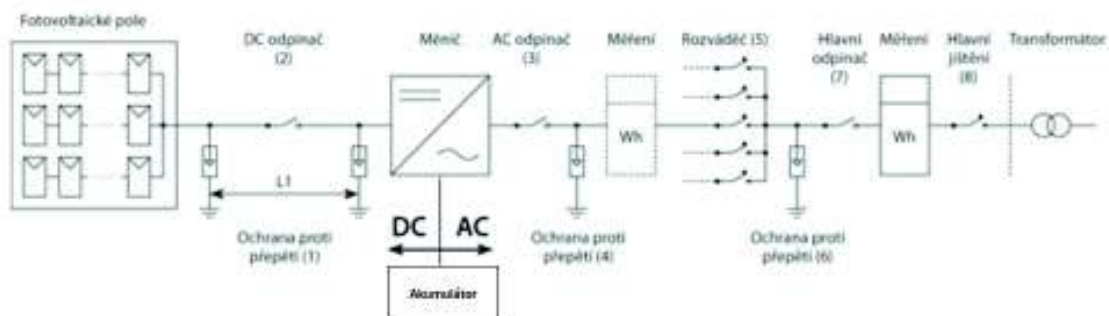 Fotovoltaické pole
DC odpínač
(2)
Měnič
AC odpínač
(3)
Měření
Rozváděč (5)
Hlavní
odpínač
(7)
Měření
Hlavní
jištění
(8)
Transformátor
Wh
Wh
L1
DC AC
Ochrana proti
přepětí (1)
Ochrana proti
přepětí (4)
Ochrana proti
přepětí (6)
Akumulátor